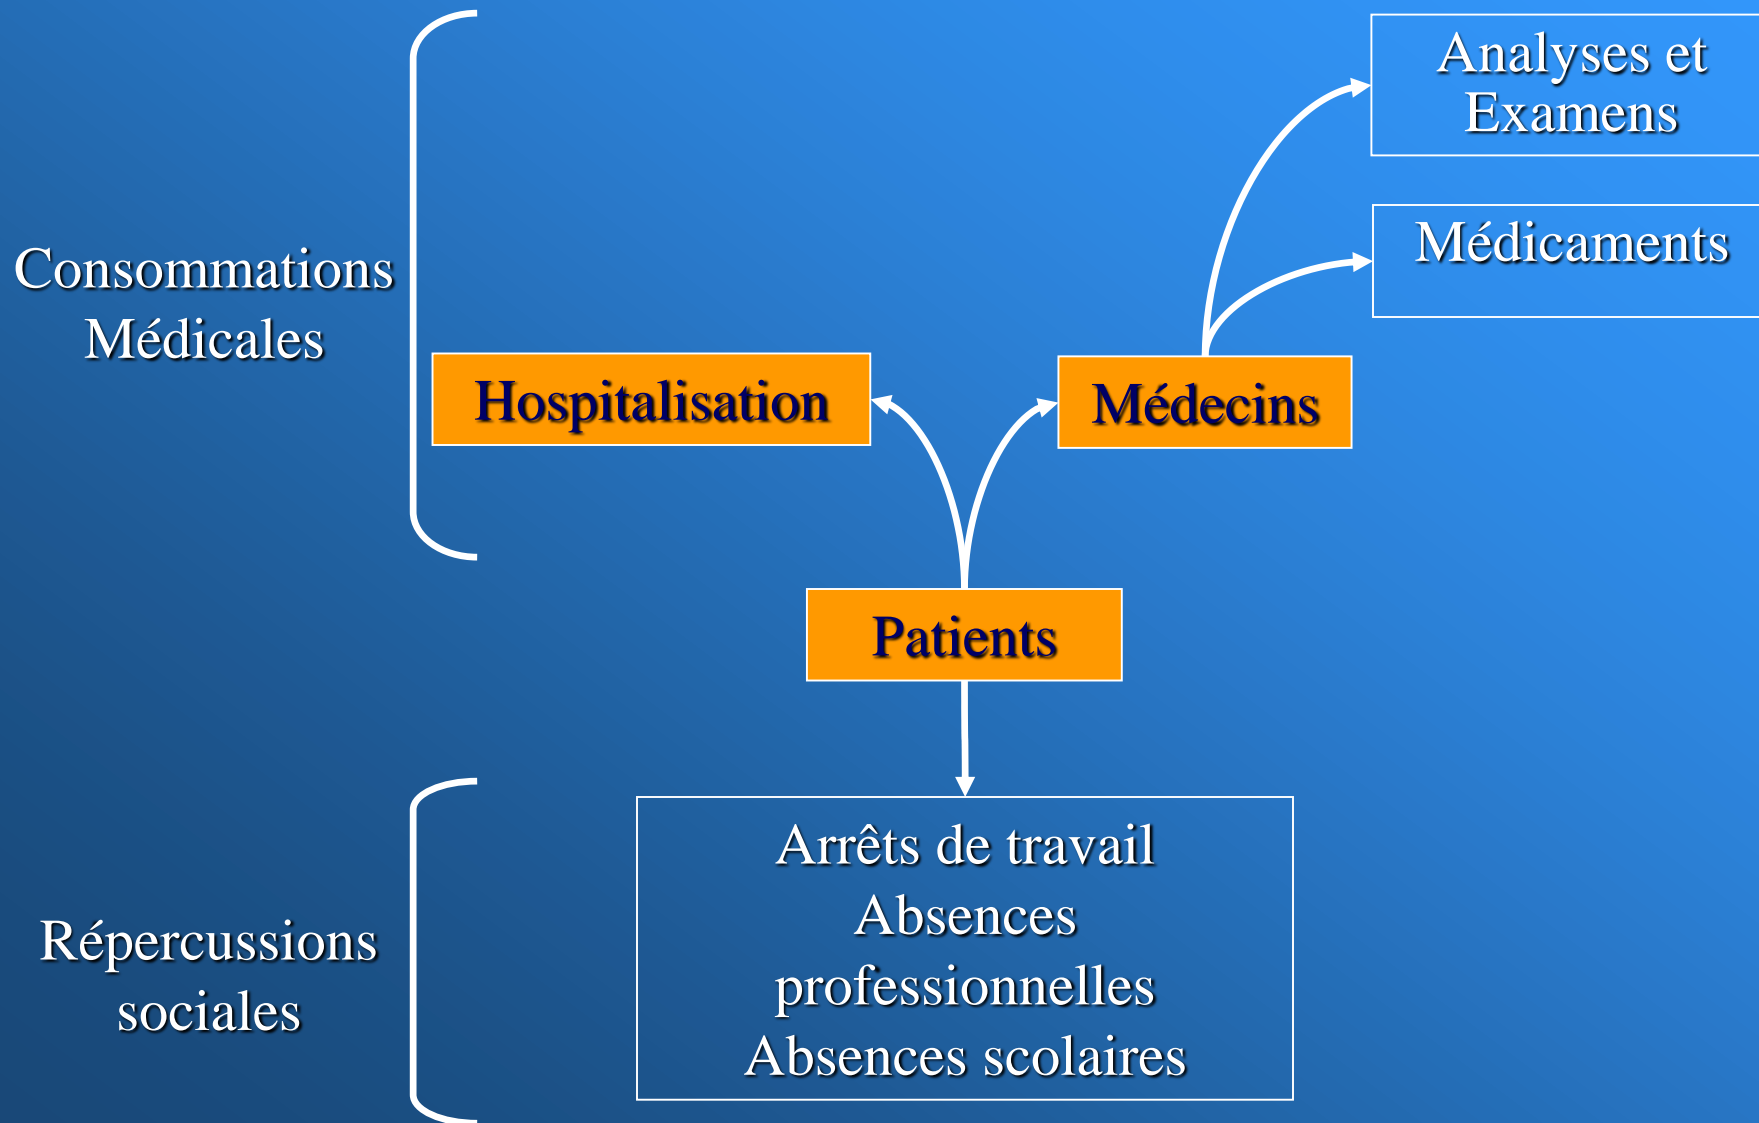 Analyses et
Examens
Médicaments
Consommations
Médicales
Hospitalisation
Médecins
Patients
Arrêts de travail
Absences
professionnelles
Absences scolaires
Répercussions
sociales